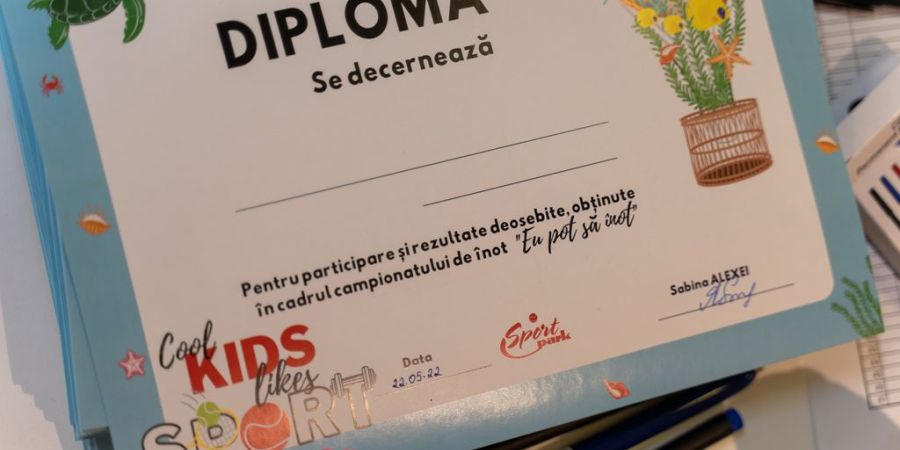 DIPLOMA
Se decernează
Pentru participare și rezultate deosebite, obținute
în cadrul campionatului de înot "Eu pot să înot"
Sabina ALEXEI
Cool
KIDS
likes
SPORT
Data
22.05.22
Sport
park